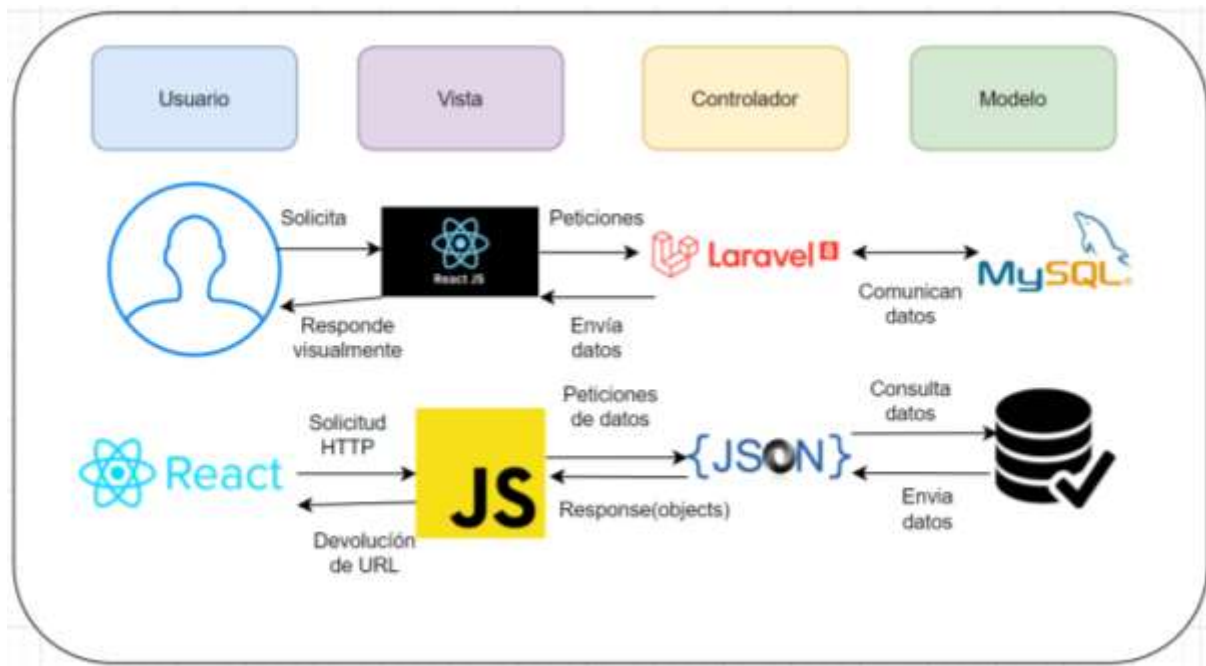 Usuario
Vista
Controlador
Modelo
Solicita
Peticiones
React JS
Laravel 8
MySQL®
Responde
visualmente
Envía
datos
Comunican
datos
Solicitud
HTTP
Peticiones
de datos
Consulta
datos
React
JS
{JSON}
Devolución
de URL
Response(objects)
Envia
datos